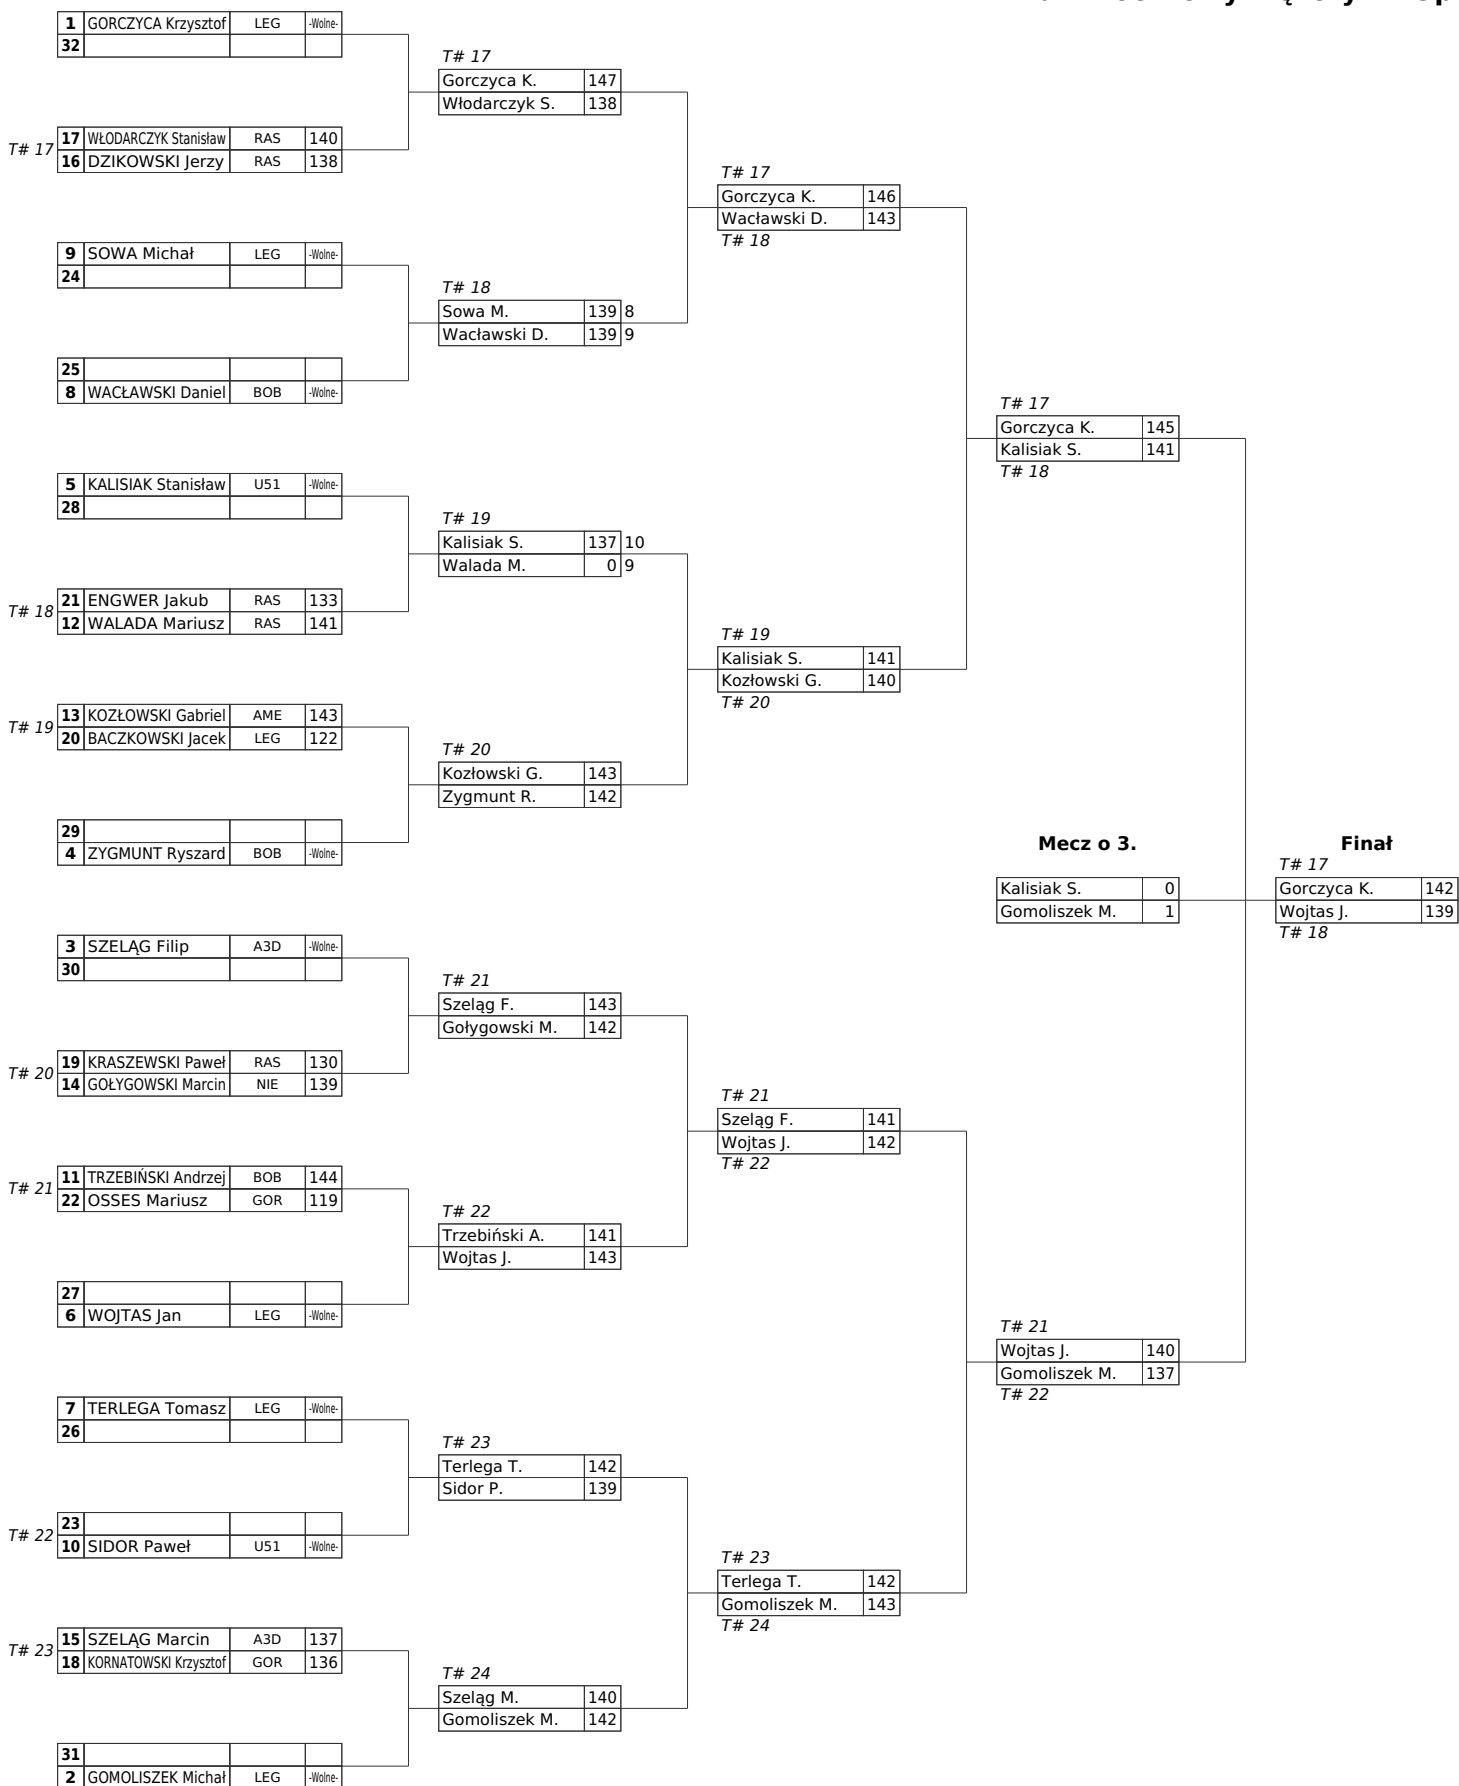 1 GORCZYCA Krzysztof LEG -Wolne-
32
T# 17
Gorczyca K. 147
Włodarczyk S. 138
T# 17
17 WŁODARCZYK Stanisław RAS 140
16 DZIKOWSKI Jerzy RAS 138
T# 17
Gorczyca K. 146
Wacławski D. 143
T# 18
9 SOWA Michał LEG -Wolne-
24
T# 18
Sowa M. 139 8
Wacławski D. 139 9
25
8 WACŁAWSKI Daniel BOB -Wolne-
T# 17
Gorczyca K. 145
Kalisiak S. 141
T# 18
5 KALISIAK Stanisław U51 -Wolne-
28
T# 19
Kalisiak S. 137 10
Walada M. 0 9
T# 18
21 ENGWER Jakub RAS 133
12 WALADA Mariusz RAS 141
T# 19
Kalisiak S. 141
Kozłowski G. 140
T# 20
T# 19
13 KOZŁOWSKI Gabriel AME 143
20 BACZKOWSKI Jacek LEG 122
T# 20
Kozłowski G. 143
Zygmunt R. 142
29
4 ZYGMUNT Ryszard BOB -Wolne-
Mecz o 3.
Kalisiak S. 0
Gomoliszek M. 1
Finał
T# 17
Gorczyca K. 142
Wojtas J. 139
T# 18
3 SZELĄG Filip A3D -Wolne-
30
T# 21
Szeląg F. 143
Gołygowski M. 142
T# 20
19 KRASZEWSKI Paweł RAS 130
14 GOŁYGOWSKI Marcin NIE 139
T# 21
Szeląg F. 141
Wojtas J. 142
T# 22
T# 21
11 TRZEBIŃSKI Andrzej BOB 144
22 OSSES Mariusz GOR 119
T# 22
Trzebiński A. 141
Wojtas J. 143
27
6 WOJTAS Jan LEG -Wolne-
T# 21
Wojtas J. 140
Gomoliszek M. 137
T# 22
7 TERLEGA Tomasz LEG -Wolne-
26
T# 23
Terlega T. 142
Sidor P. 139
T# 22
23
10 SIDOR Paweł U51 -Wolne-
T# 23
Terlega T. 142
Gomoliszek M. 143
T# 24
T# 23
15 SZELĄG Marcin A3D 137
18 KORNATOWSKI Krzysztof GOR 136
T# 24
Szeląg M. 140
Gomoliszek M. 142
31
2 GOMOLISZEK Michał LEG -Wolne-